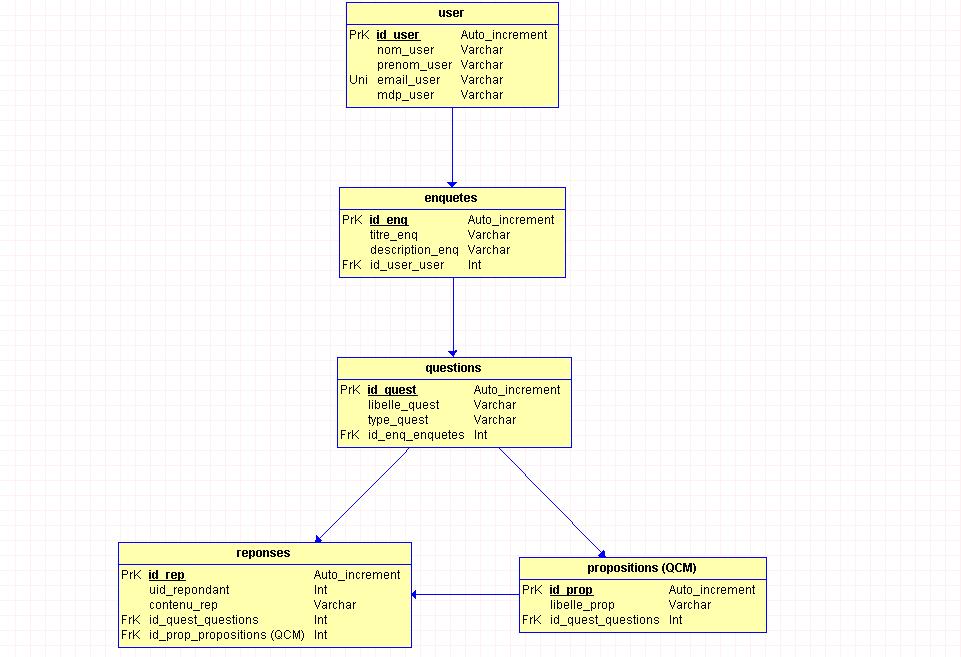 user
PrK id_user Auto_increment
nom_user Varchar
prenom_user Varchar
Uni email_user Varchar
mdp_user Varchar
enquetes
PrK id_enq Auto_increment
titre_enq Varchar
description_enq Varchar
FrK id_user_user Int
questions
PrK id_quest Auto_increment
libelle_quest Varchar
type_quest Varchar
FrK id_enq_enquetes Int
reponses
PrK id_rep Auto_increment
uid_repondant Int
contenu_rep Varchar
FrK id_quest_questions Int
FrK id_prop_propositions (QCM) Int
propositions (QCM)
PrK id_prop Auto_increment
libelle_prop Varchar
FrK id_quest_questions Int